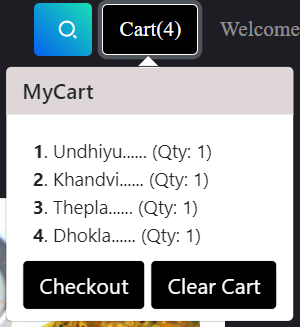 Cart(4) Welcome
MyCart
1. Undhiyu...... (Qty: 1)
2. Khandvi...... (Qty: 1)
3. Thepla...... (Qty: 1)
4. Dhokla...... (Qty: 1)
Checkout Clear Cart